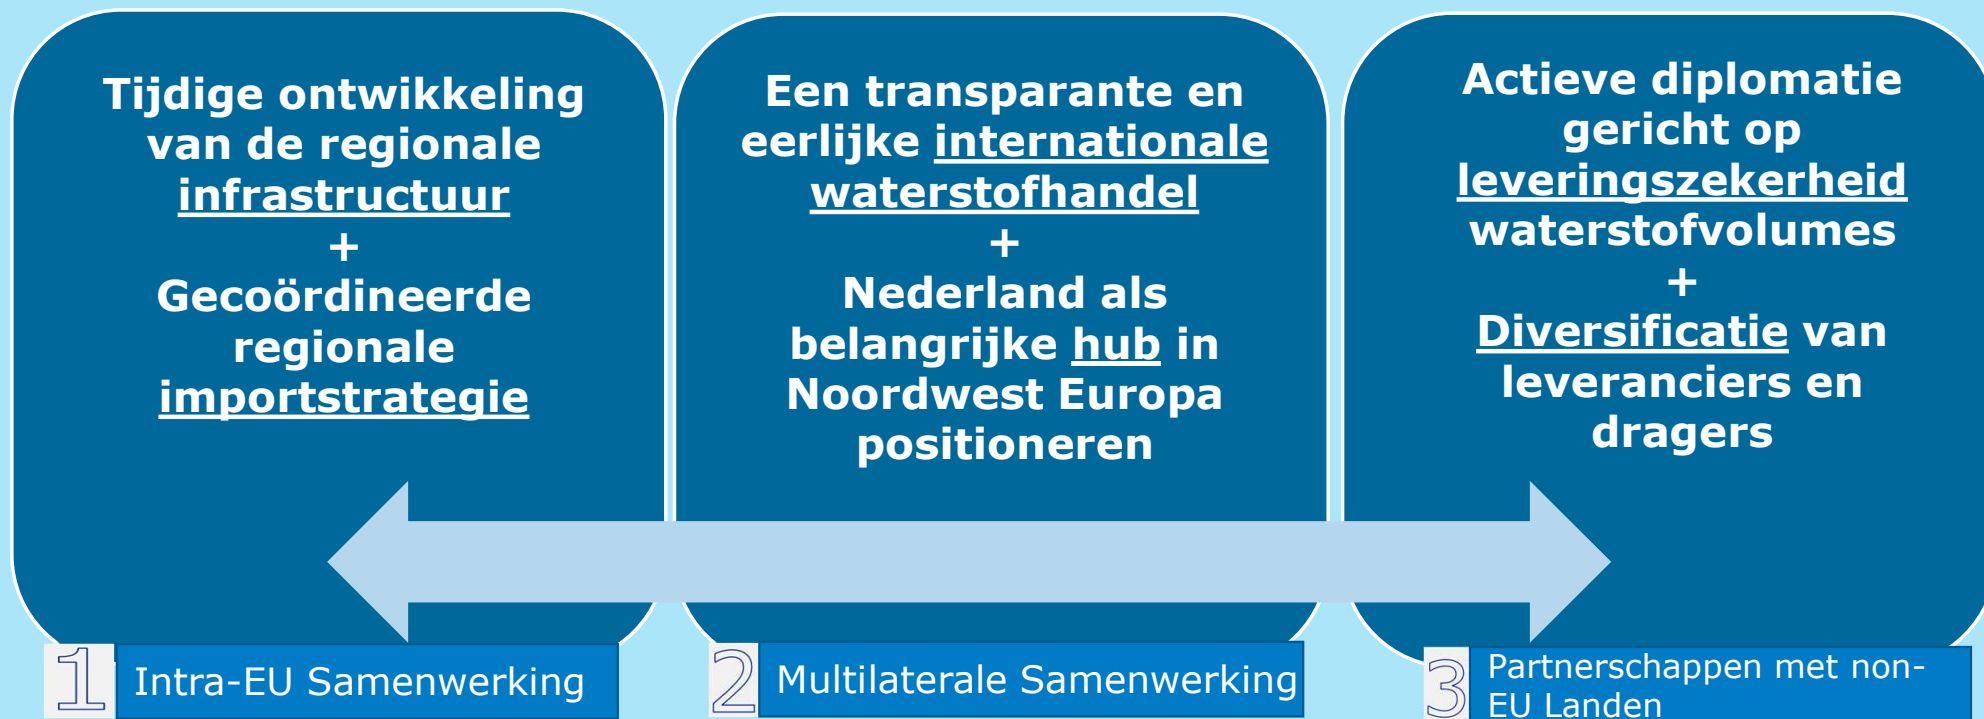 Tijdige ontwikkeling
van de regionale
infrastructuur
+
Gecoördineerde
regionale
importstrategie
1 Intra-EU Samenwerking
Een transparante en
eerlijke internationale
waterstofhandel
+
Nederland als
belangrijke hub in
Noordwest Europa
positioneren
2 Multilaterale Samenwerking
Actieve diplomatie
gericht op
leveringszekerheid
waterstofvolumes
+
Diversificatie van
leveranciers en
dragers
3 Partnerschappen met non-
EU Landen